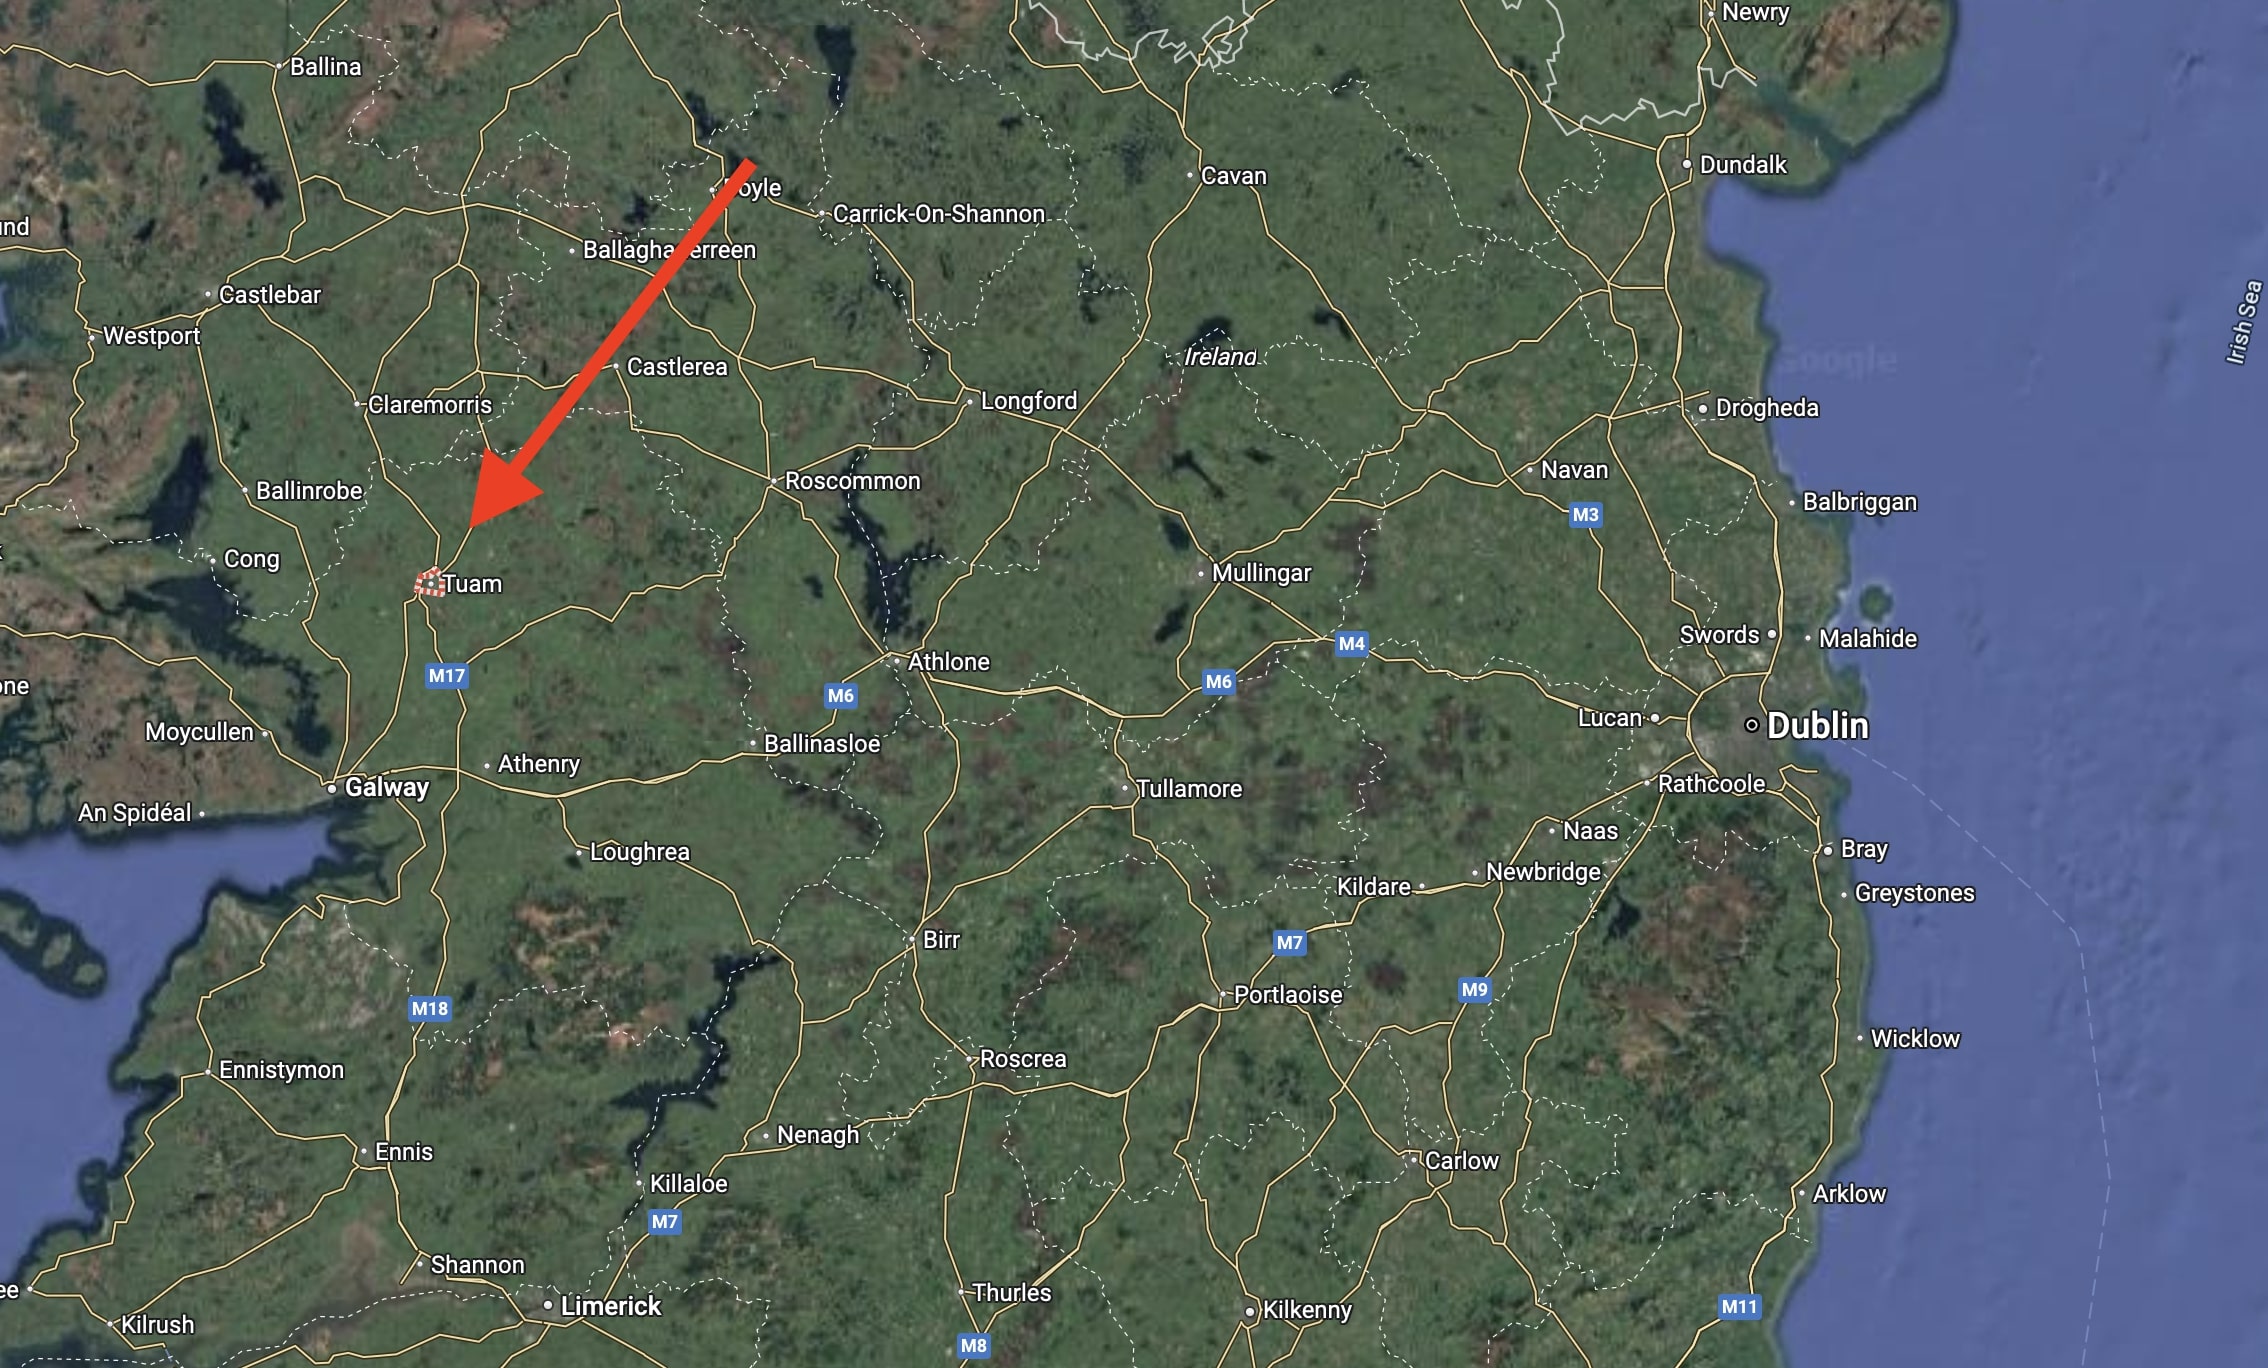 Newry
Ballina
Dundalk
Cavan
Carrick-On-Shannon
Irish Sea
Castlebar
Westport
Ireland
Castlerea
Claremorris
Longford
Drogheda
Roscommon
Navan
Ballinrobe
Balbriggan
M3
Cong
Mullingar
Tuam
Swords
Malahide
M4
Athlone
M17
M6
M6
Lucan
Dublin
Moycullen
Ballinasloe
Athenry
Rathcoole
Galway
Tullamore
An Spidéal
Naas
Bray
Loughrea
Newbridge
Kildare
Greystones
Birr
M7
M9
Portlaoise
M18
Wicklow
Roscrea
Ennistymon
Nenagh
Ennis
Carlow
Killaloe
Arklow
M7
Shannon
Thurles
Limerick
Kilkenny
M11
Kilrush
M8
Google